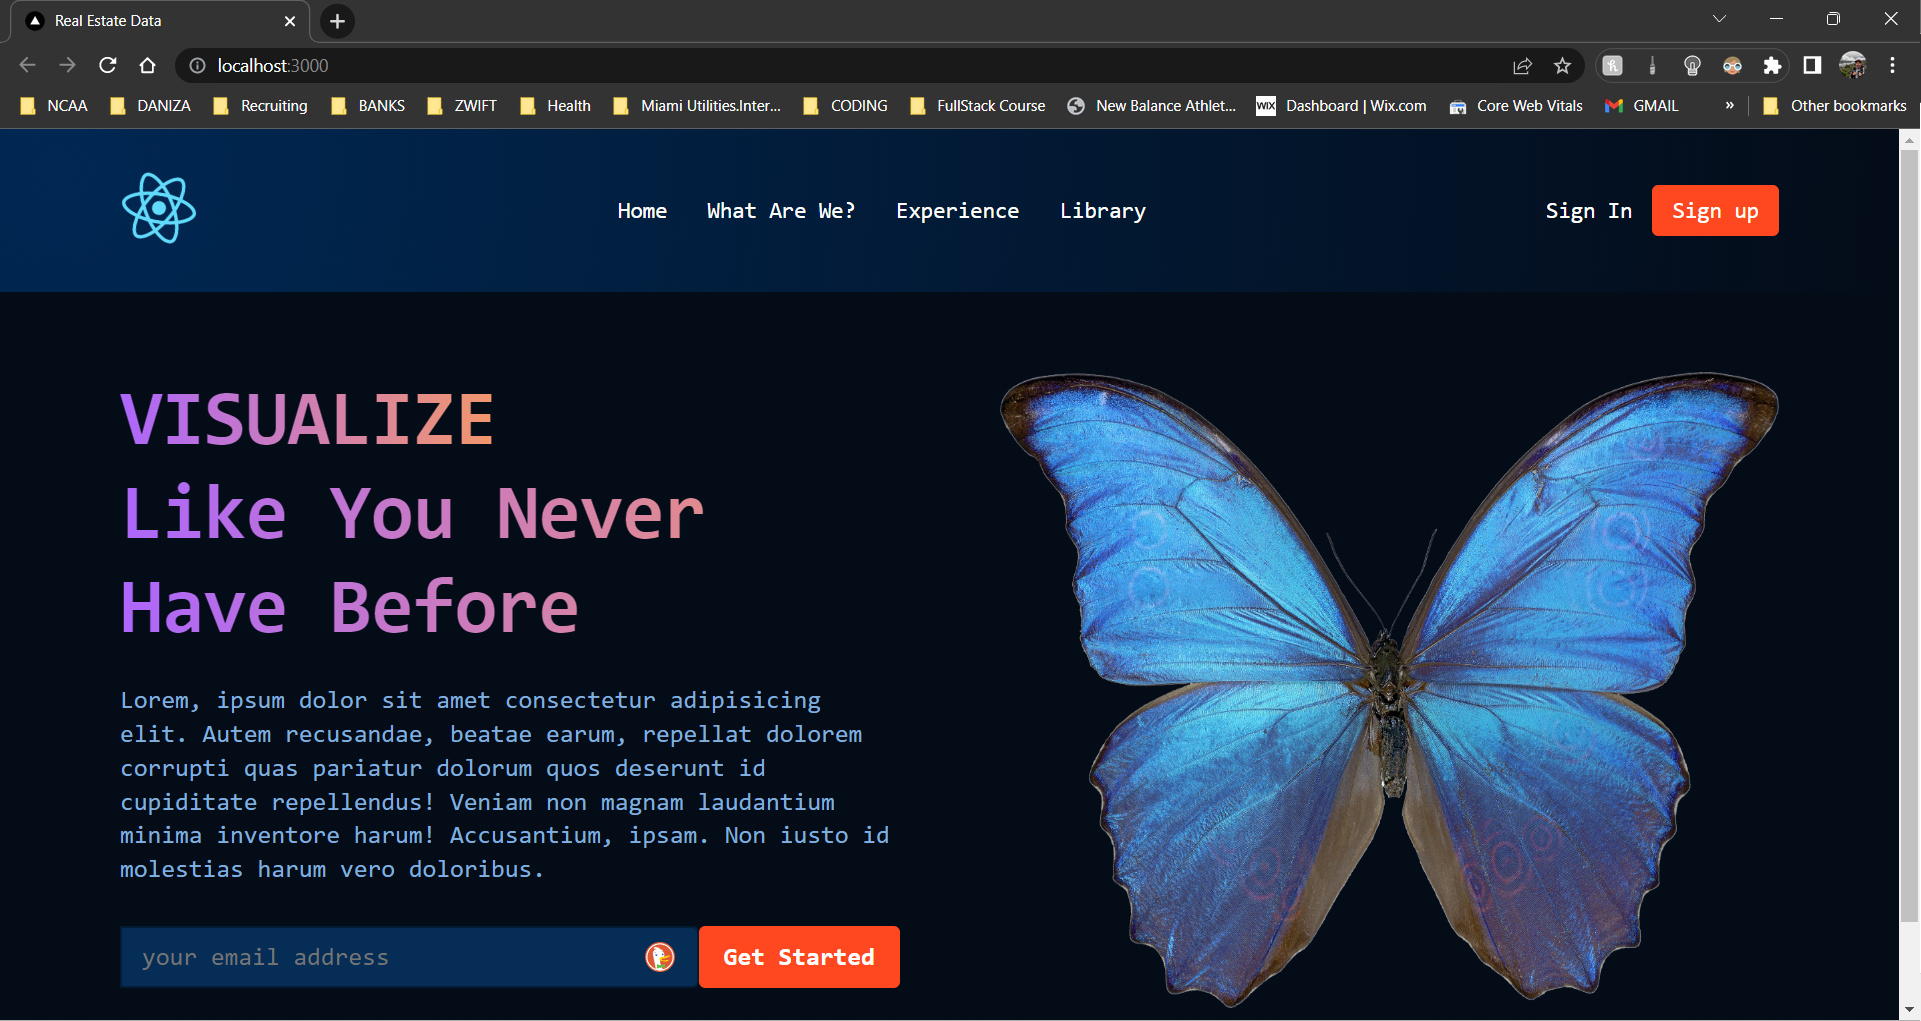 Real Estate Data
localhost:3000
NCAA
DANIZA
Recruiting
BANKS
ZWIFT
Health
Miami Utilities.Inter...
CODING
FullStack Course
New Balance Athlet...
WIX
Dashboard | Wix.com
Core Web Vitals
GMAIL
»
Other bookmarks
Home
What Are We?
Experience
Library
Sign In
Sign up
VISUALIZE
Like You Never
Have Before
Lorem, ipsum dolor sit amet consectetur adipisicing
elit. Autem recusandae, beatae earum, repellat dolorem
corrupti quas pariatur dolorum quos deserunt id
cupiditate repellendus! Veniam non magnam laudantium
minima inventore harum! Accusantium, ipsam. Non iusto id
molestias harum vero doloribus.
your email address
Get Started